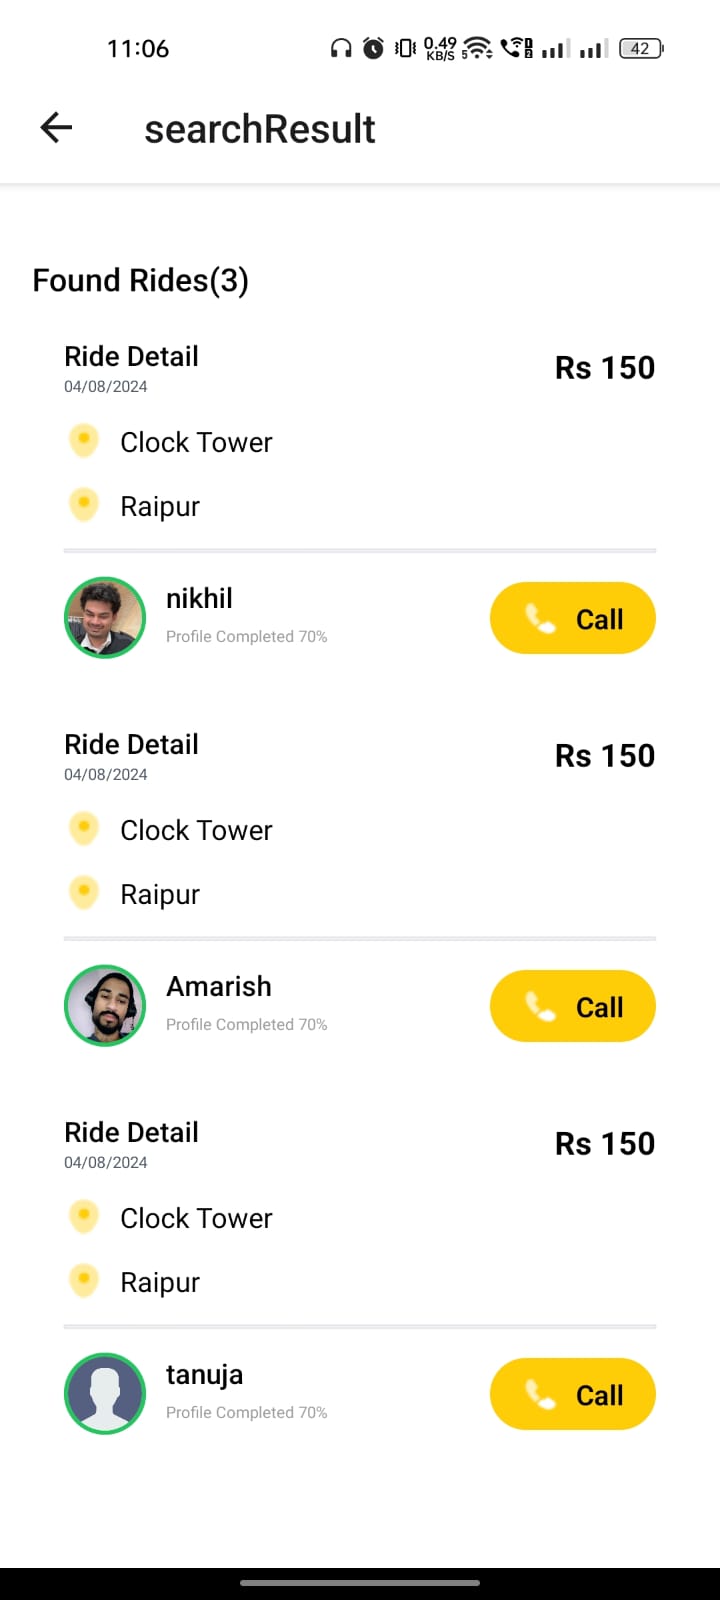 11:06 0.49 KB/S 5 42
searchResult
Found Rides(3)
Ride Detail
Rs 150
04/08/2024
Clock Tower
Raipur
nikhil
Profile Completed 70%
Call
Ride Detail
Rs 150
04/08/2024
Clock Tower
Raipur
Amarish
Profile Completed 70%
Call
Ride Detail
Rs 150
04/08/2024
Clock Tower
Raipur
tanuja
Profile Completed 70%
Call